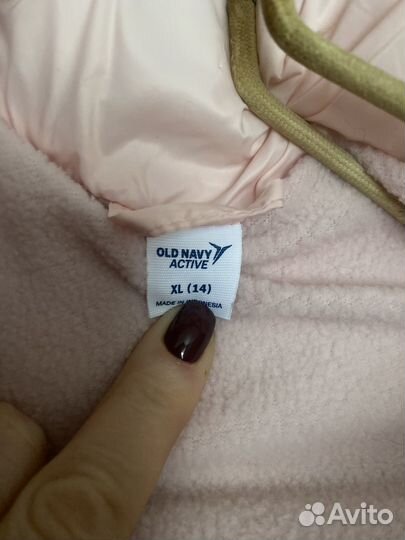 OLD NAVY
ACTIVE
XL (14)
MADE IN INDONESIA
Avito